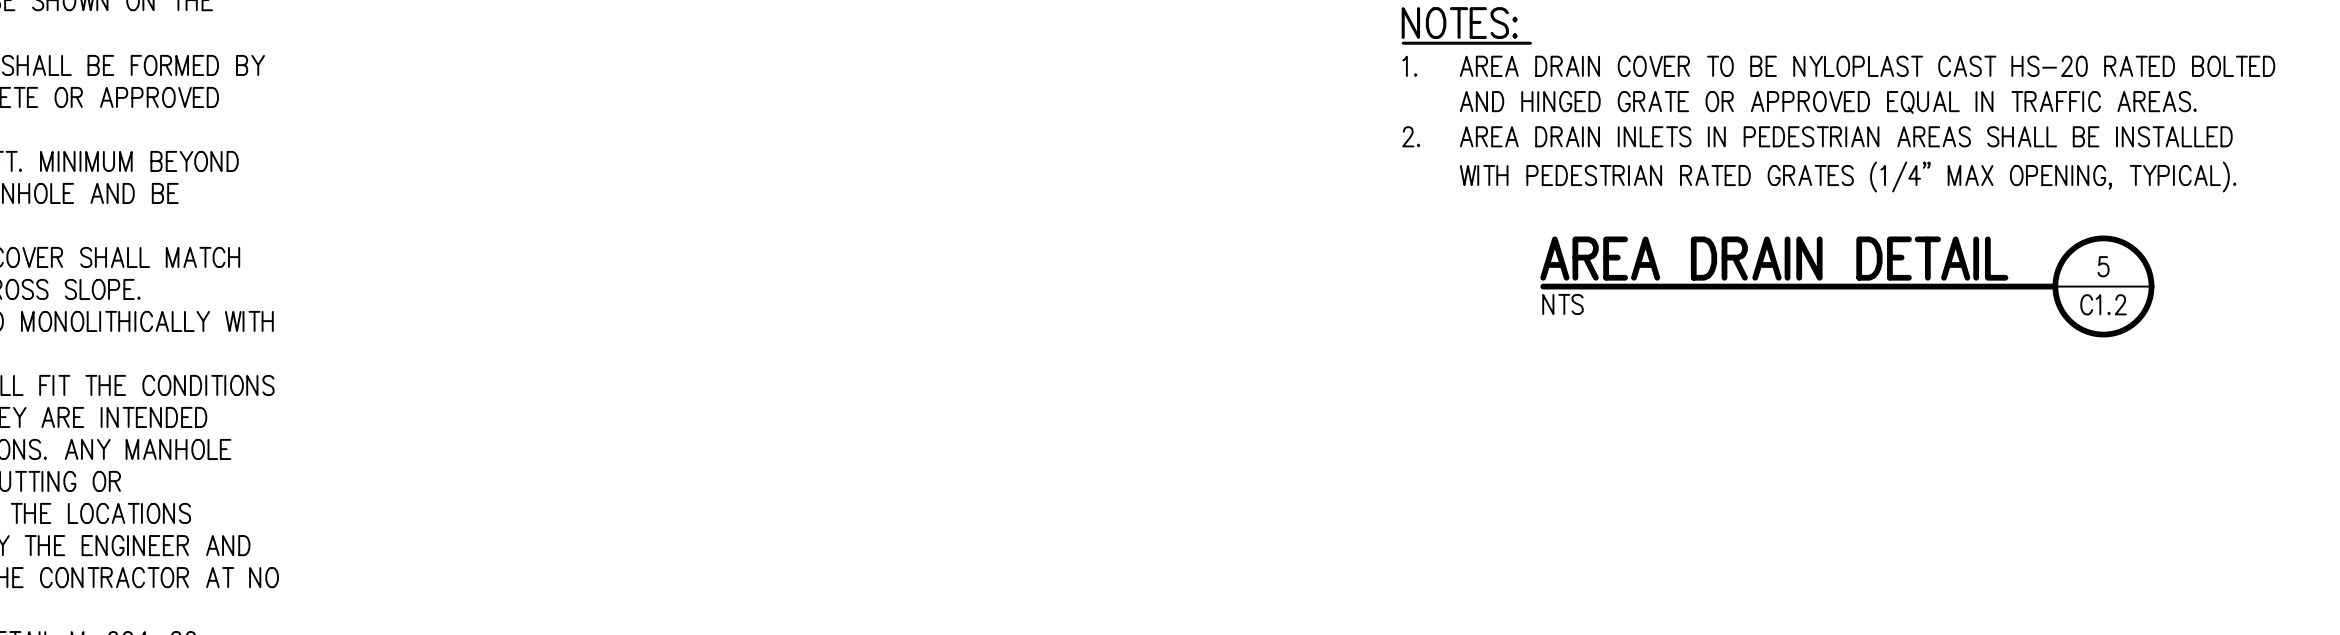 BE SHOWN ON THE
SHALL BE FORMED BY
ETE OR APPROVED
FT. MINIMUM BEYOND
NHOLE AND BE
COVER SHALL MATCH
ROSS SLOPE.
D MONOLITHICALLY WITH
LL FIT THE CONDITIONS
EY ARE INTENDED
ONS. ANY MANHOLE
UTTING OR
THE LOCATIONS
Y THE ENGINEER AND
HE CONTRACTOR AT NO
NOTES:
1. AREA DRAIN COVER TO BE NYLOPLAST CAST HS-20 RATED BOLTED
AND HINGED GRATE OR APPROVED EQUAL IN TRAFFIC AREAS.
2. AREA DRAIN INLETS IN PEDESTRIAN AREAS SHALL BE INSTALLED
WITH PEDESTRIAN RATED GRATES (1/4" MAX OPENING, TYPICAL).
AREA DRAIN DETAIL
NTS
5
C1.2